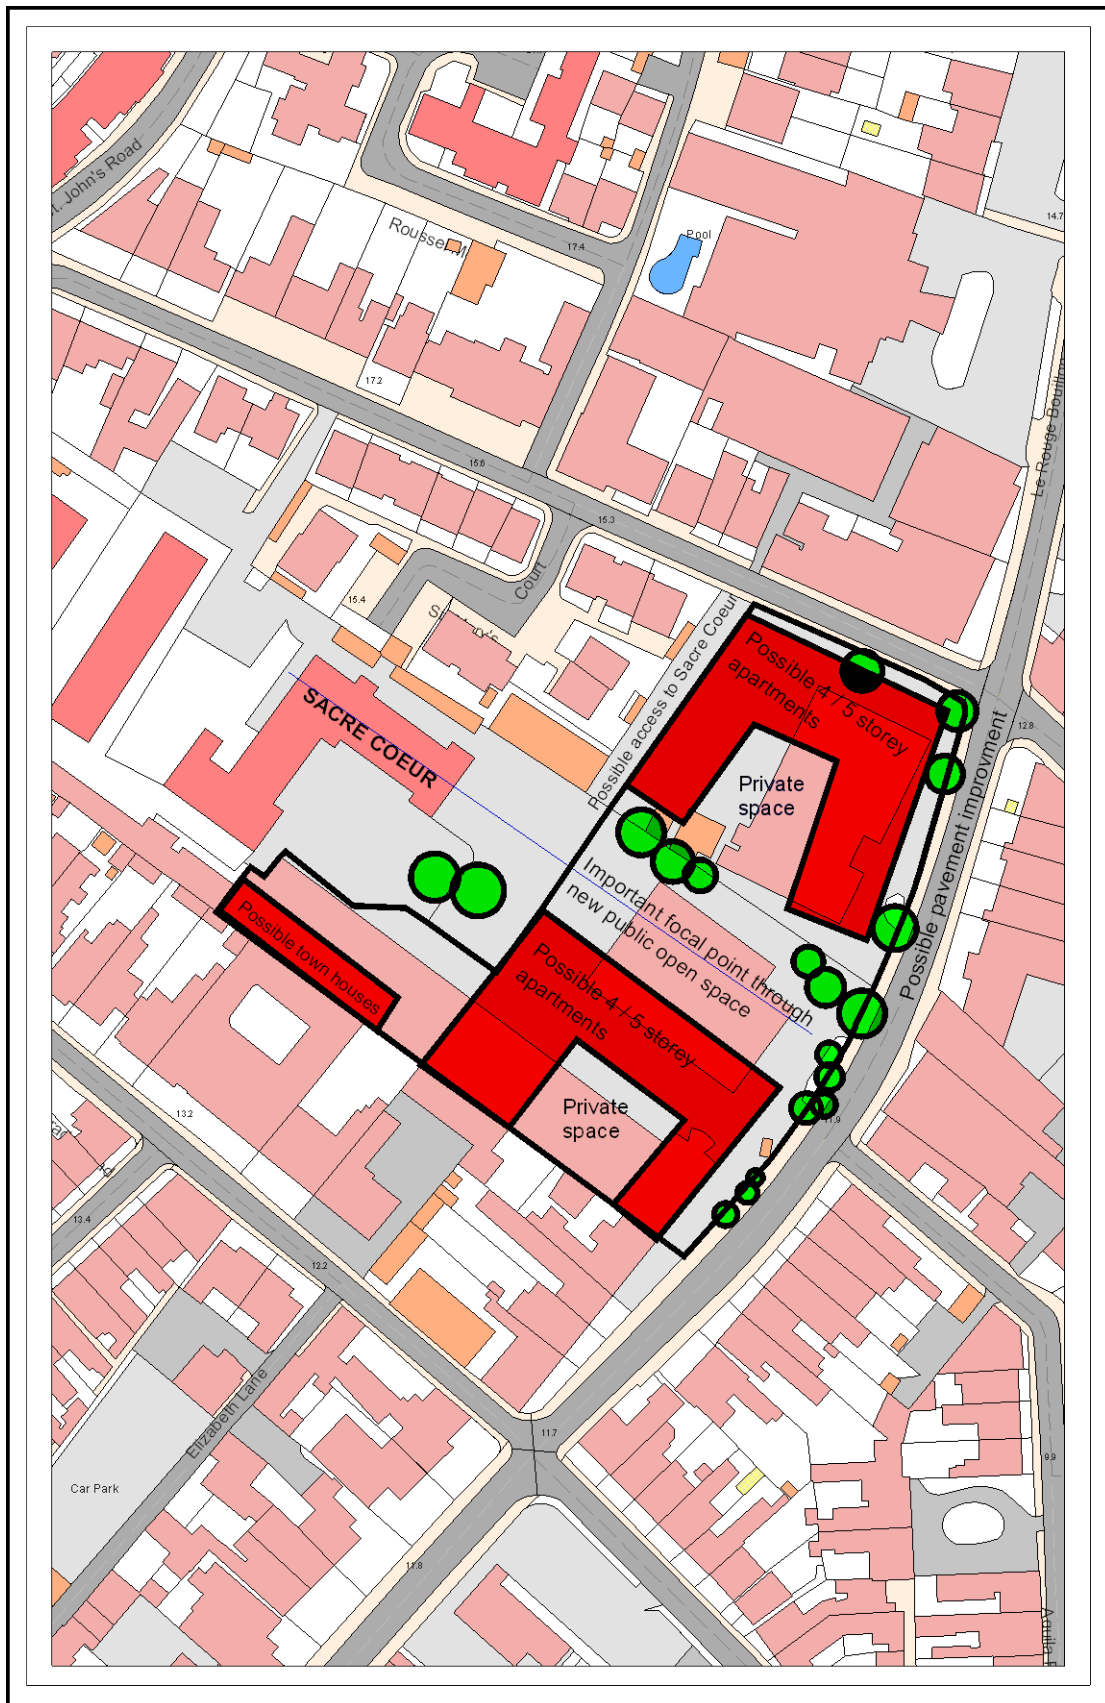 St. John's Road
17.4
Pool
14.7
17.2
Le Rouge Bouillon
15.6
15.3
15.4
Court
Possible access to Sacre Coeur
Possible 4 / 5 storey
apartments
12.8
SACRE COEUR
Private
space
Possible pavement improvment
Important focal point through
new public open space
Possible town houses
Possible 4 / 5 storey
apartments
Private
space
11.9
13.2
13.4
12.2
Elizabeth Lane
11.7
9.9
Car Park
11.8